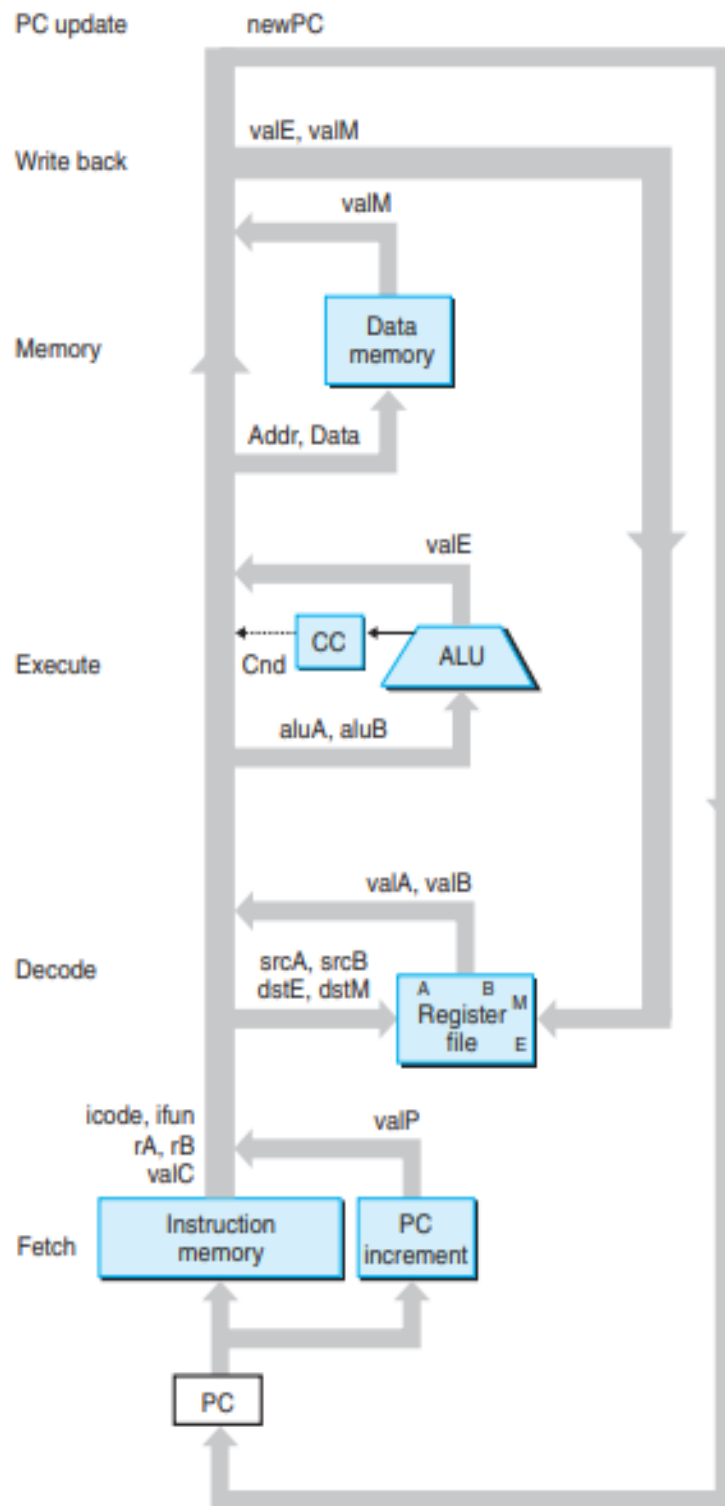 PC update
newPC
valE, valM
Write back
valM
Data
memory
Memory
Addr, Data
valE
CC
ALU
Cnd
Execute
aluA, aluB
valA, valB
Decode
srcA, srcB
dstE, dstM
A B
M
Register
file
E
icode, ifun
rA, rB
valC
valP
Fetch
Instruction
memory
PC
increment
PC